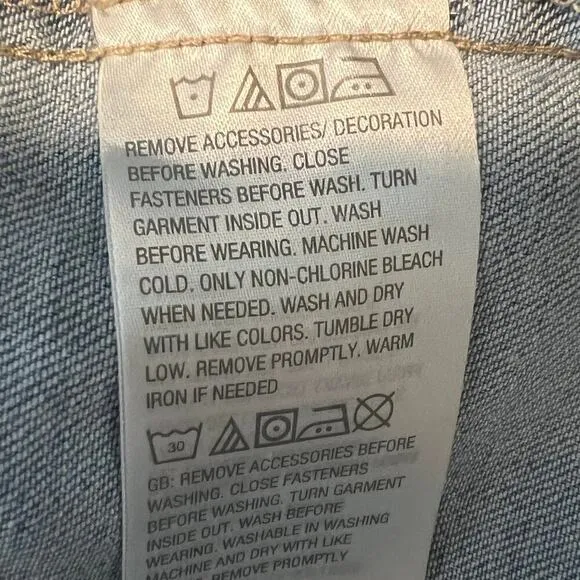 REMOVE ACCESSORIES/ DECORATION
BEFORE WASHING. CLOSE
FASTENERS BEFORE WASH. TURN
GARMENT INSIDE OUT. WASH
BEFORE WEARING. MACHINE WASH
COLD. ONLY NON-CHLORINE BLEACH
WHEN NEEDED. WASH AND DRY
WITH LIKE COLORS. TUMBLE DRY
LOW. REMOVE PROMPTLY. WARM
IRON IF NEEDED
30
GB: REMOVE ACCESSORIES BEFORE
WASHING. CLOSE FASTENERS
BEFORE WASHING. TURN GARMENT
INSIDE OUT. WASH BEFORE
WEARING. WASHABLE IN WASHING
MACHINE AND DRY WITH LIKE
COLORS. REMOVE PROMPTLY